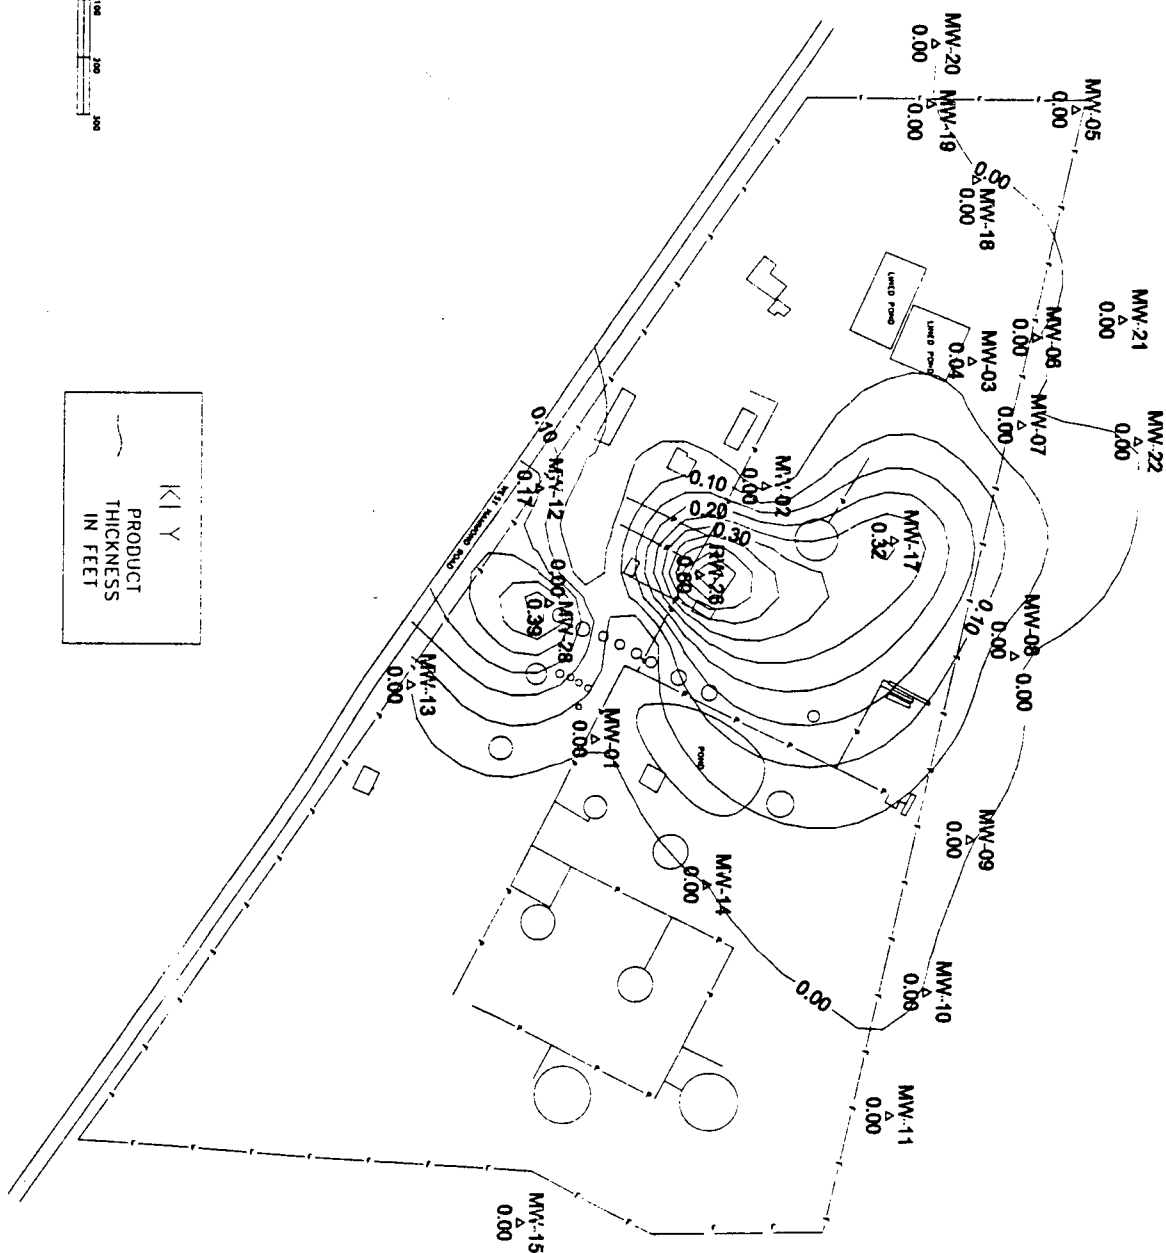 100
200
300
MW-20
0.00
MW-19
0.00
MW-05
0.00
0.00
MW-18
0.00
MW-21
0.00
MW-06
0.00
LINED POND
LINED POND
MW-03
0.04
MW-07
0.00
MW-22
0.00
0.10
MW-12
0.17
WEST HAMMOND ROAD
MW-02
0.00
0.10
0.20
0.30
RW-28
MW-17
0.32
0.10
0.00
MW-28
0.39
MW-08
0.00
0.00
MW-13
0.00
MW-01
0.00
POND
MW-09
0.00
MW-14
0.00
0.00
MW-10
0.00
MW-11
0.00
MW-15
0.00
PRODUCT
THICKNESS
IN FEET